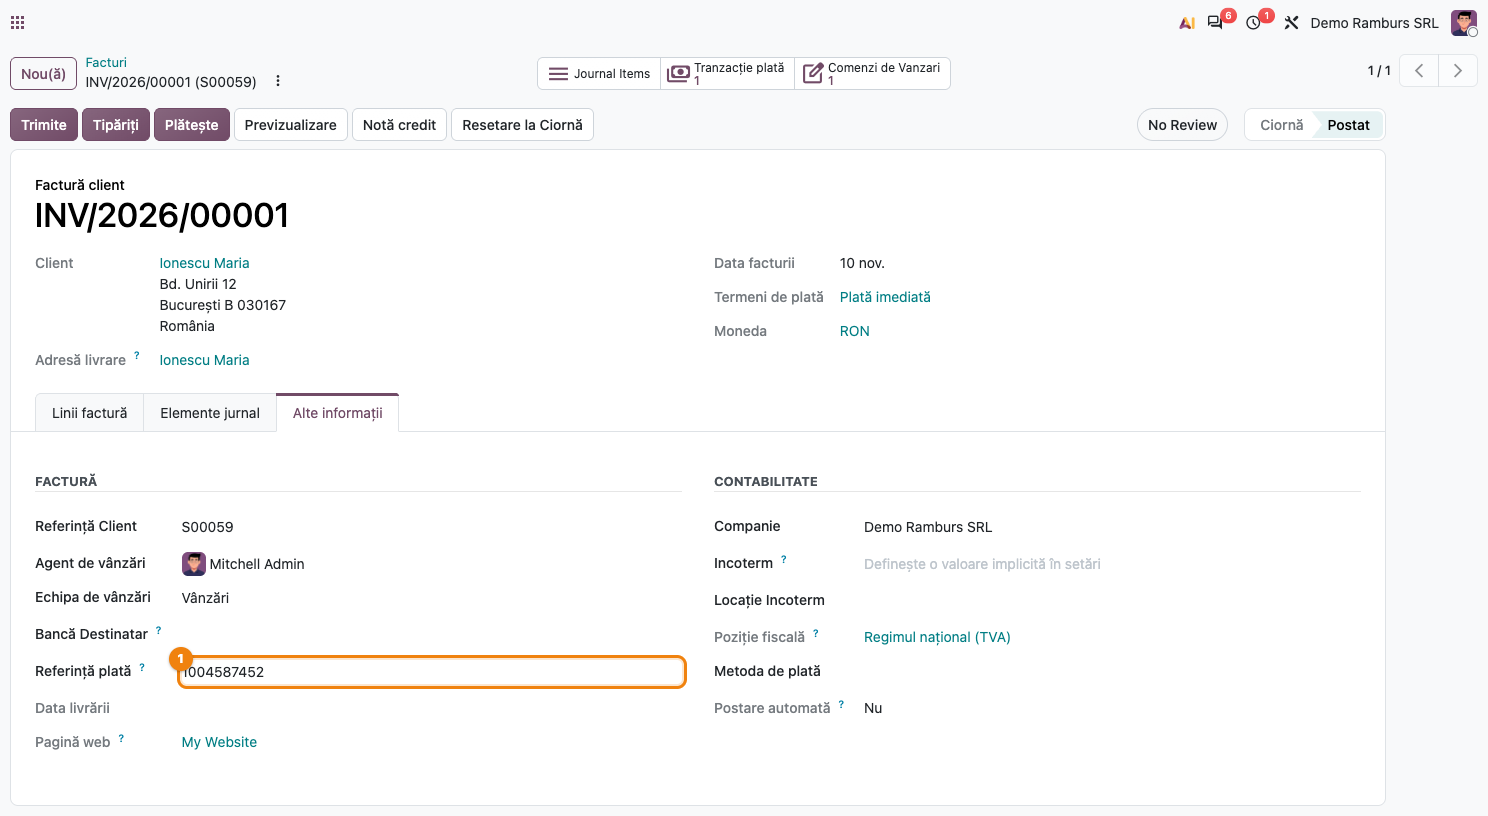 AI
6
1
Demo Ramburs SRL
Nou(ă)
Facturi
INV/2026/00001 (S00059)
Journal Items
Tranzacție plată
1
Comenzi de Vanzari
1
1 / 1
Trimite
Tipăriți
Plătește
Previzualizare
Notă credit
Resetare la Ciornă
No Review
Ciornă
Postat
Factură client
INV/2026/00001
Client
Ionescu Maria
Bd. Unirii 12
București B 030167
România
Adresă livrare ?
Ionescu Maria
Data facturii
10 nov.
Termeni de plată
Plată imediată
Moneda
RON
Linii factură
Elemente jurnal
Alte informații
FACTURĂ
Referință Client
S00059
Agent de vânzări
Mitchell Admin
Echipa de vânzări
Vânzări
Bancă Destinatar ?
Referință plată ?
1
1004587452
Data livrării
Pagină web ?
My Website
CONTABILITATE
Companie
Demo Ramburs SRL
Incoterm ?
Definește o valoare implicită în setări
Locație Incoterm
Poziție fiscală ?
Regimul național (TVA)
Metoda de plată
Postare automată ?
Nu